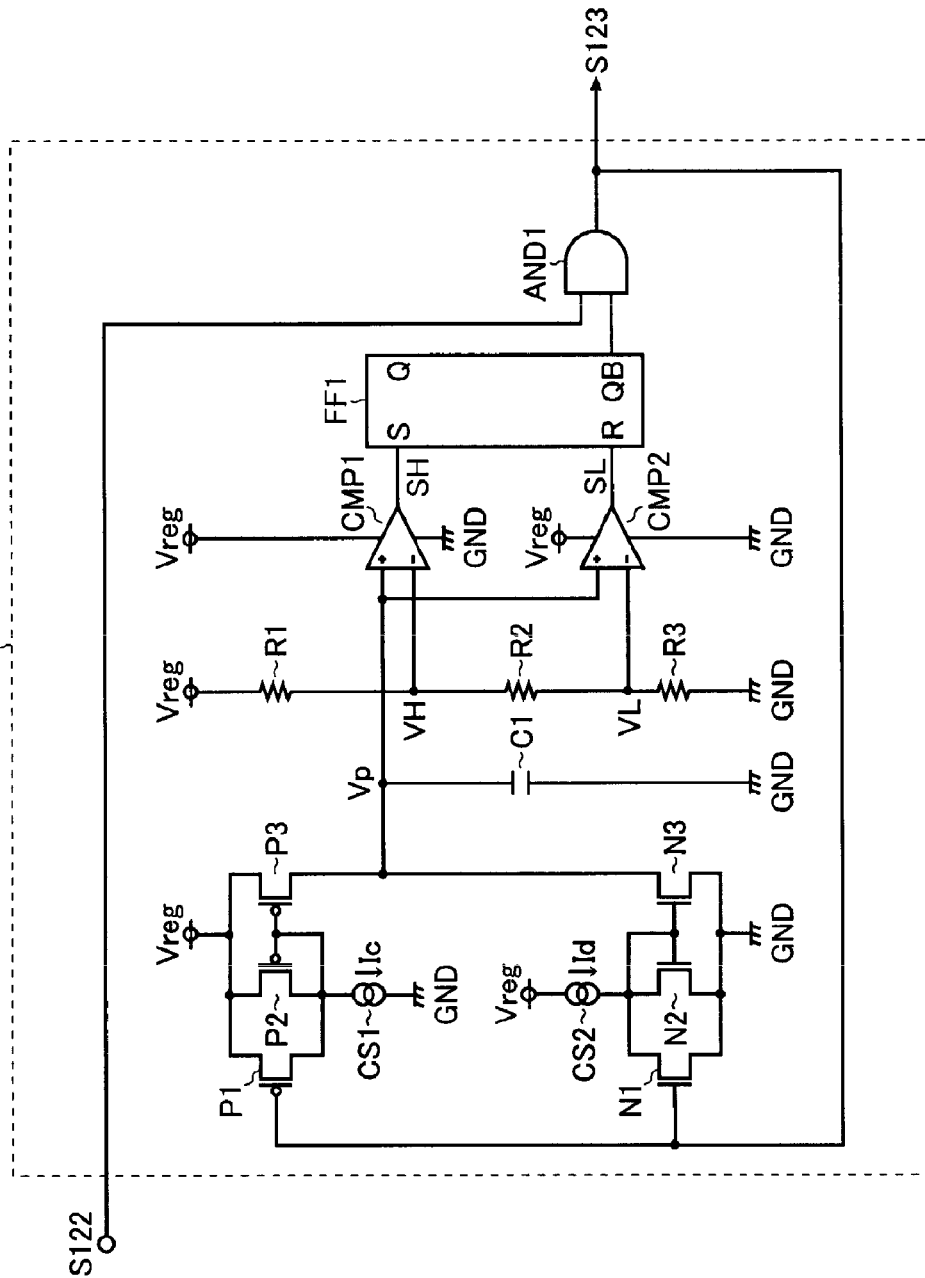 S122
S123
Vreg
Vreg
Vreg
P1
P2
P3
CS1
↓Ic
GND
Vp
VH
R1
CMP1
+
−
SH
GND
FF1
S
Q
R
QB
AND1
Vreg
CS2
↓Id
N1
N2
N3
GND
C1
GND
R2
VL
R3
GND
Vreg
+
−
SL
CMP2
GND